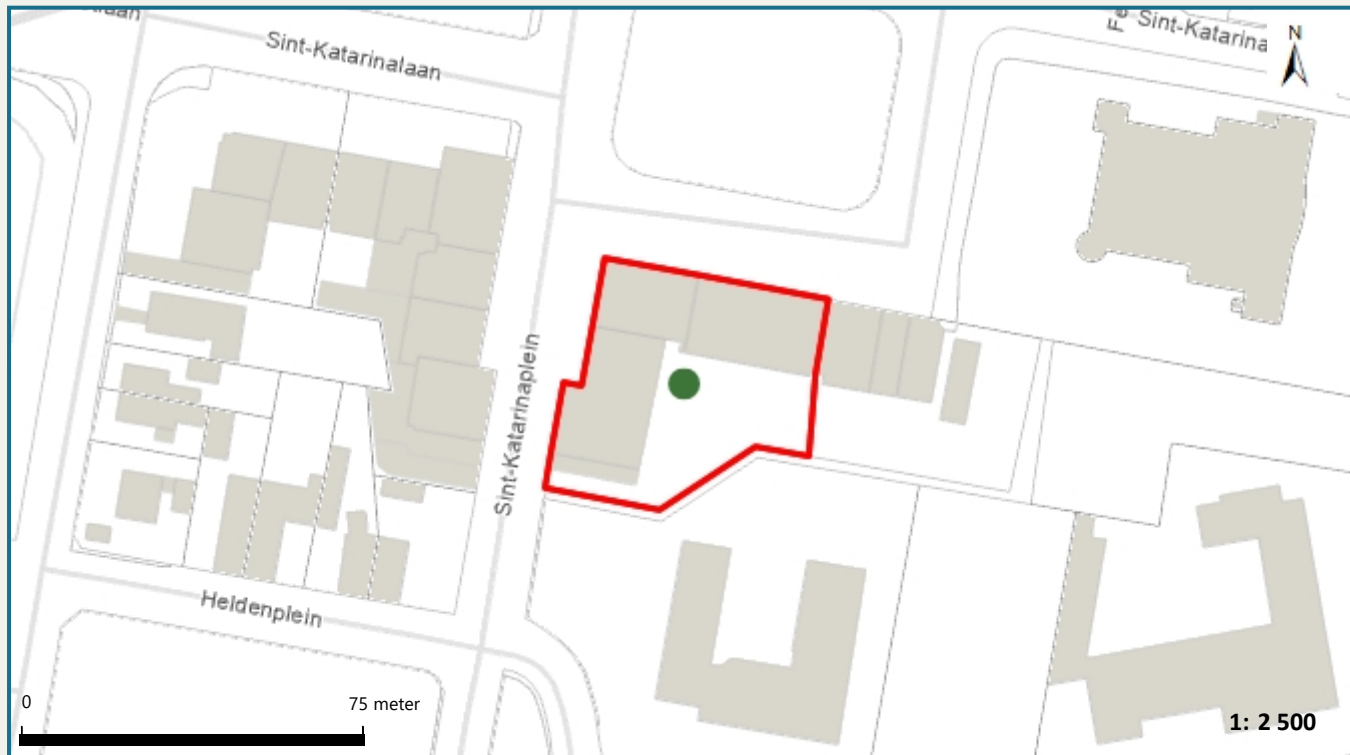 Sint-Katarinalaan
Sint-Katarina
N
Sint-Katarinaplein
Heldenplein
0
75 meter
1: 2 500